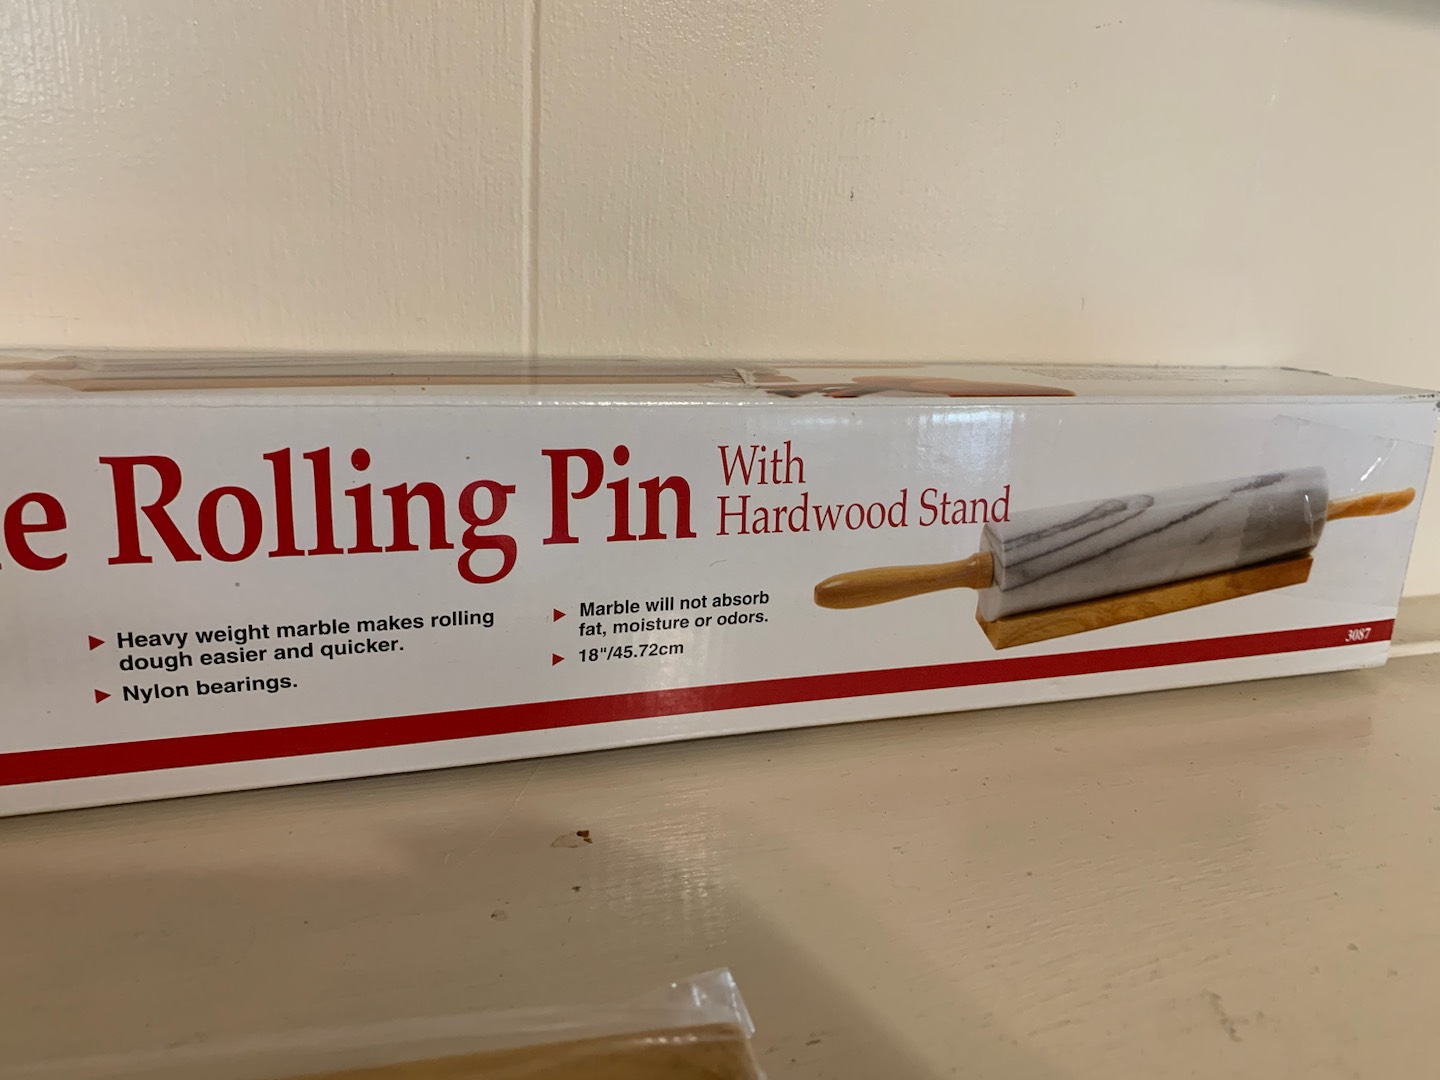 e Rolling Pin
With
Hardwood Stand
Heavy weight marble makes rolling
dough easier and quicker.
Nylon bearings.
Marble will not absorb
fat, moisture or odors.
18"/45.72cm
3087